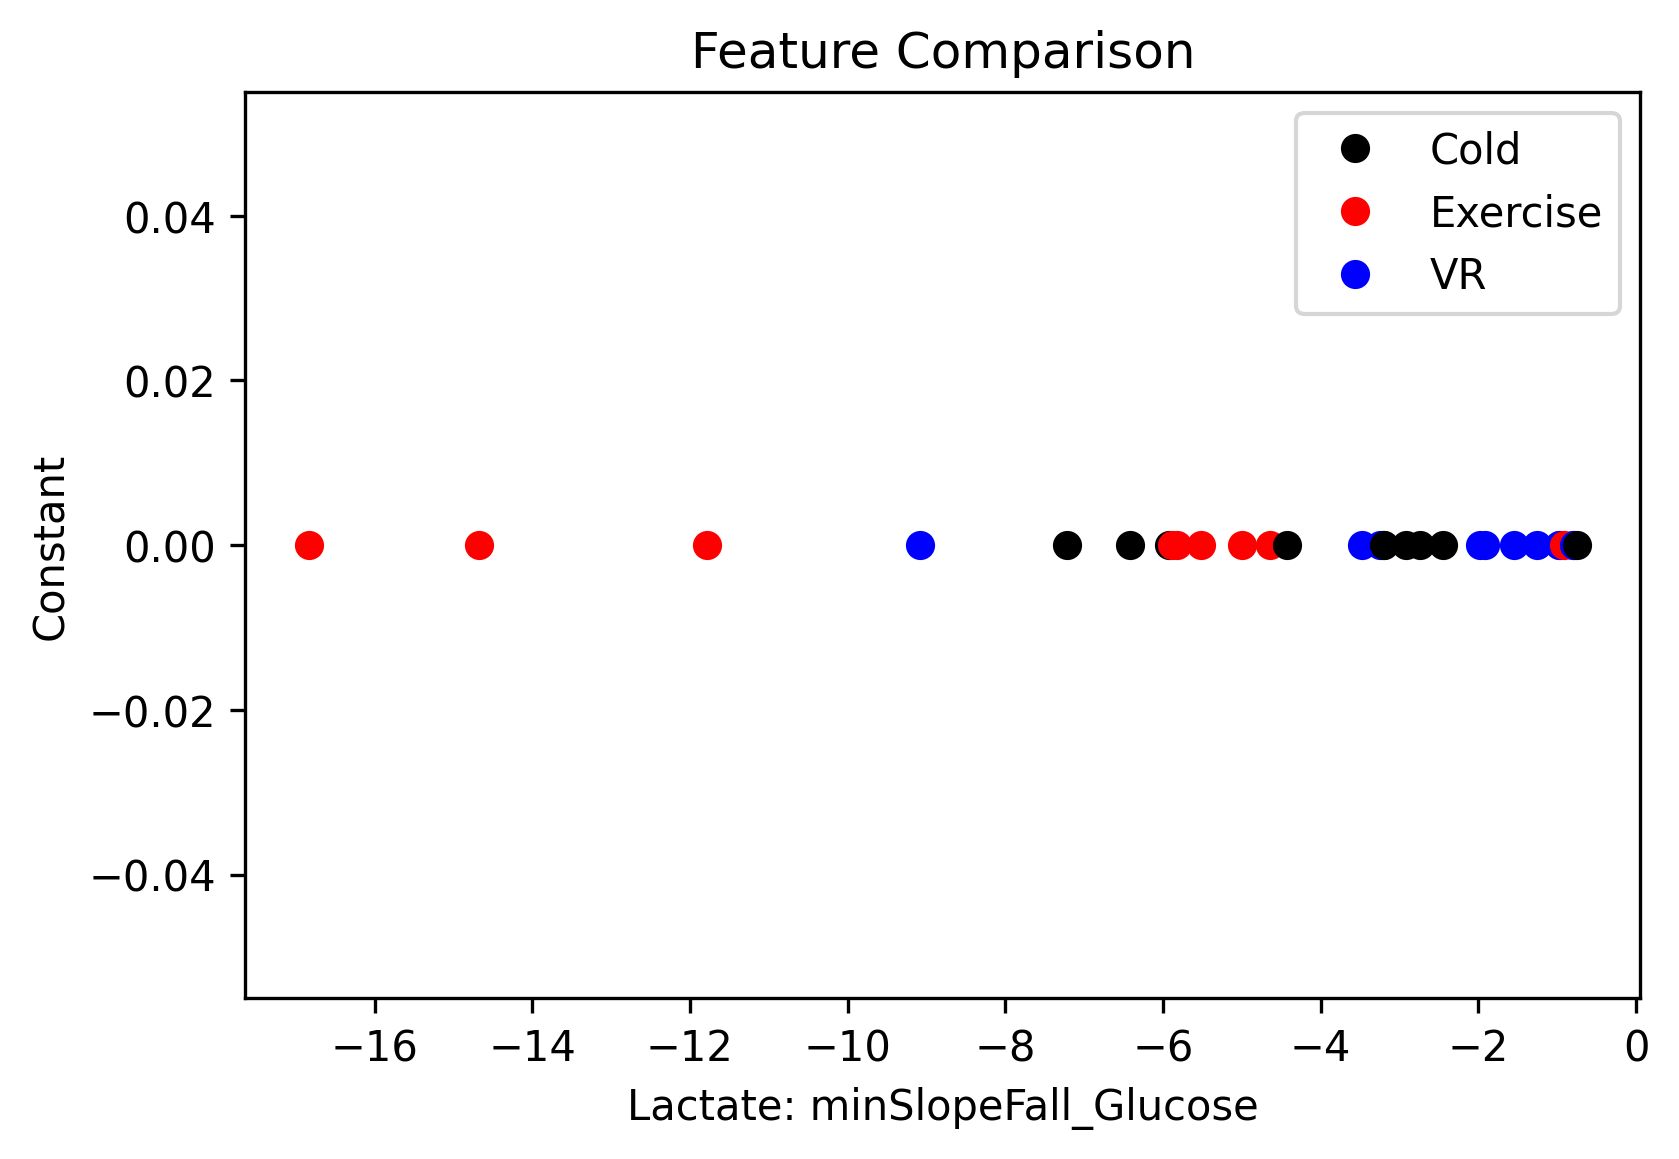 Feature Comparison
Cold
Exercise
VR
0.04
0.02
0.00
−0.02
−0.04
Constant
−16 −14 −12 −10 −8 −6 −4 −2 0
Lactate: minSlopeFall_Glucose